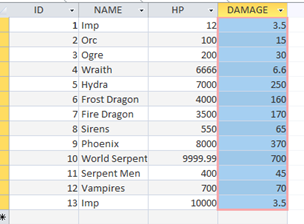 ID NAME HP DAMAGE
1 Imp 12 3.5
2 Orc 100 15
3 Ogre 200 30
4 Wraith 6666 6.6
5 Hydra 7000 250
6 Frost Dragon 4000 160
7 Fire Dragon 3500 170
8 Sirens 550 65
9 Phoenix 8000 370
10 World Serpent 9999.99 700
11 Serpent Men 400 45
12 Vampires 700 70
13 Imp 10000 3.5